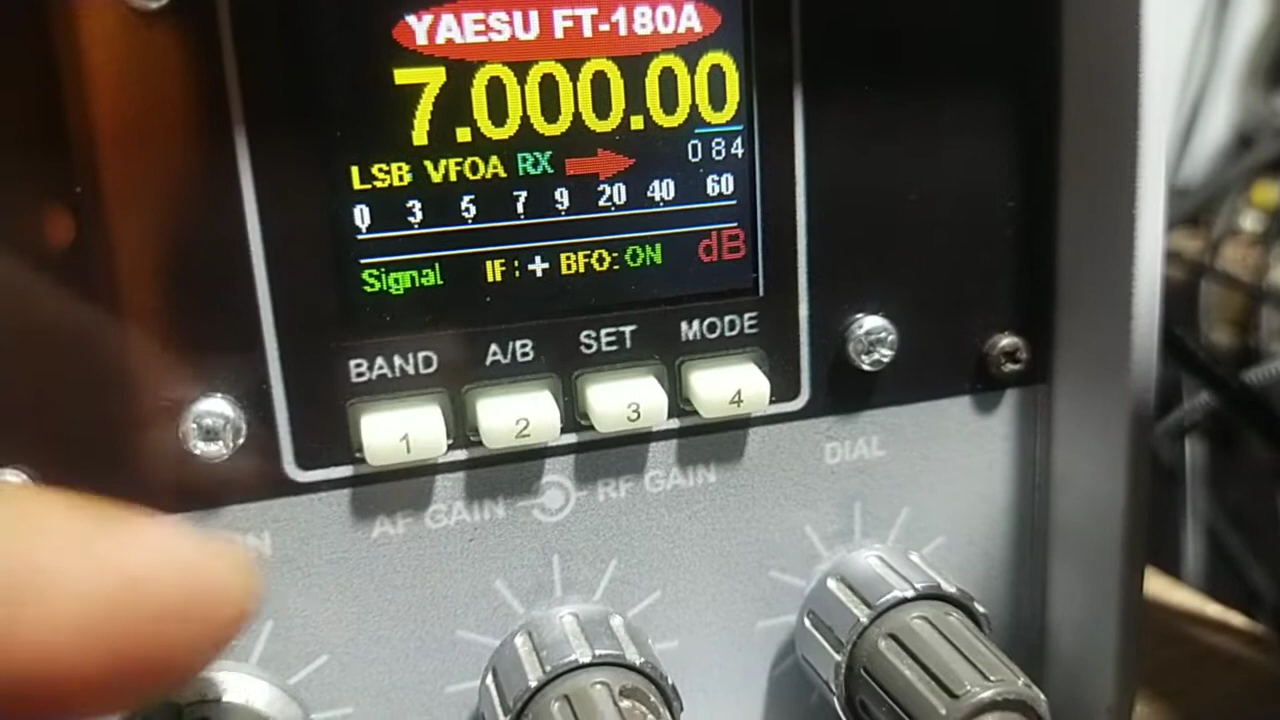 YAESU FT-180A
7.000.00
LSB VFOA RX 084
0 3 5 7 9 20 40 60
Signal IF:+ BFO:ON dB
BAND A/B SET MODE
1 2 3 4
AF GAIN RF GAIN DIAL